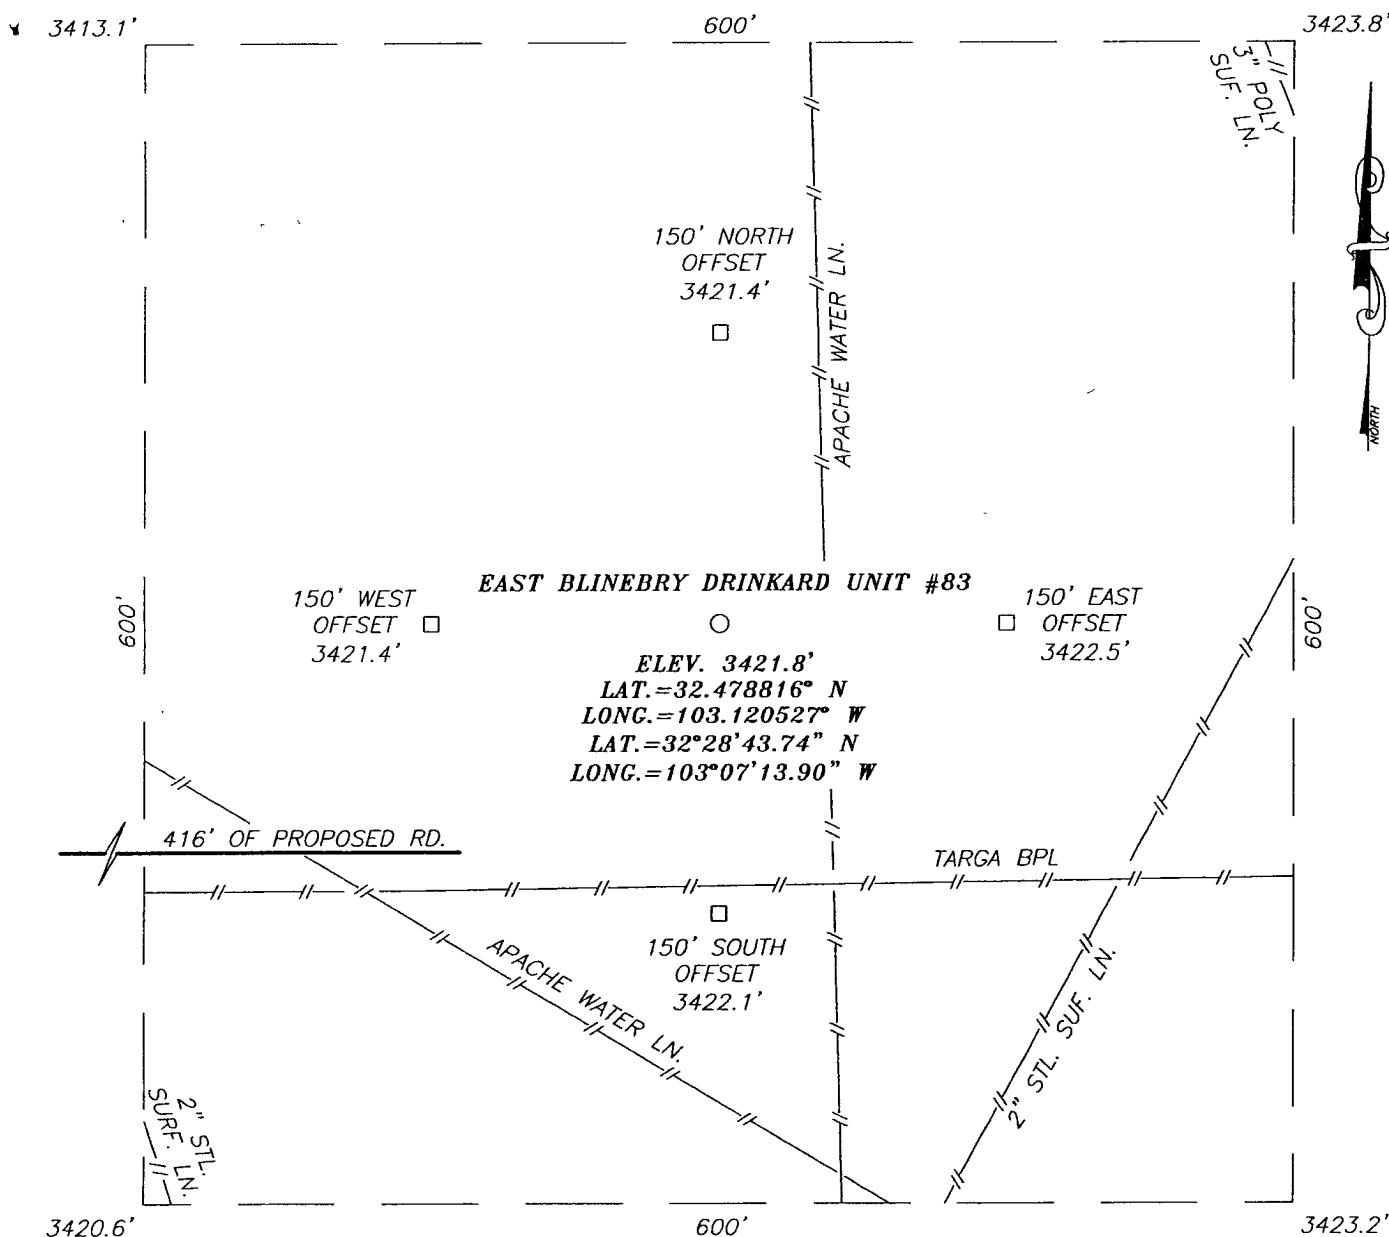 3413.1'
600'
3423.8'
3" POLY
SUF. LN.
NORTH
150' NORTH
OFFSET
3421.4'
APACHE WATER LN.
EAST BLINEBRY DRINKARD UNIT #83
150' WEST
OFFSET
3421.4'
150' EAST
OFFSET
3422.5'
600'
600'
ELEV. 3421.8'
LAT.=32.478816° N
LONG.=103.120527° W
LAT.=32°28'43.74" N
LONG.=103°07'13.90" W
416' OF PROPOSED RD.
TARGA BPL
150' SOUTH
OFFSET
3422.1'
APACHE WATER LN.
2" STL. SUF. LN.
2" STL.
SURF. LN.
3420.6'
600'
3423.2'